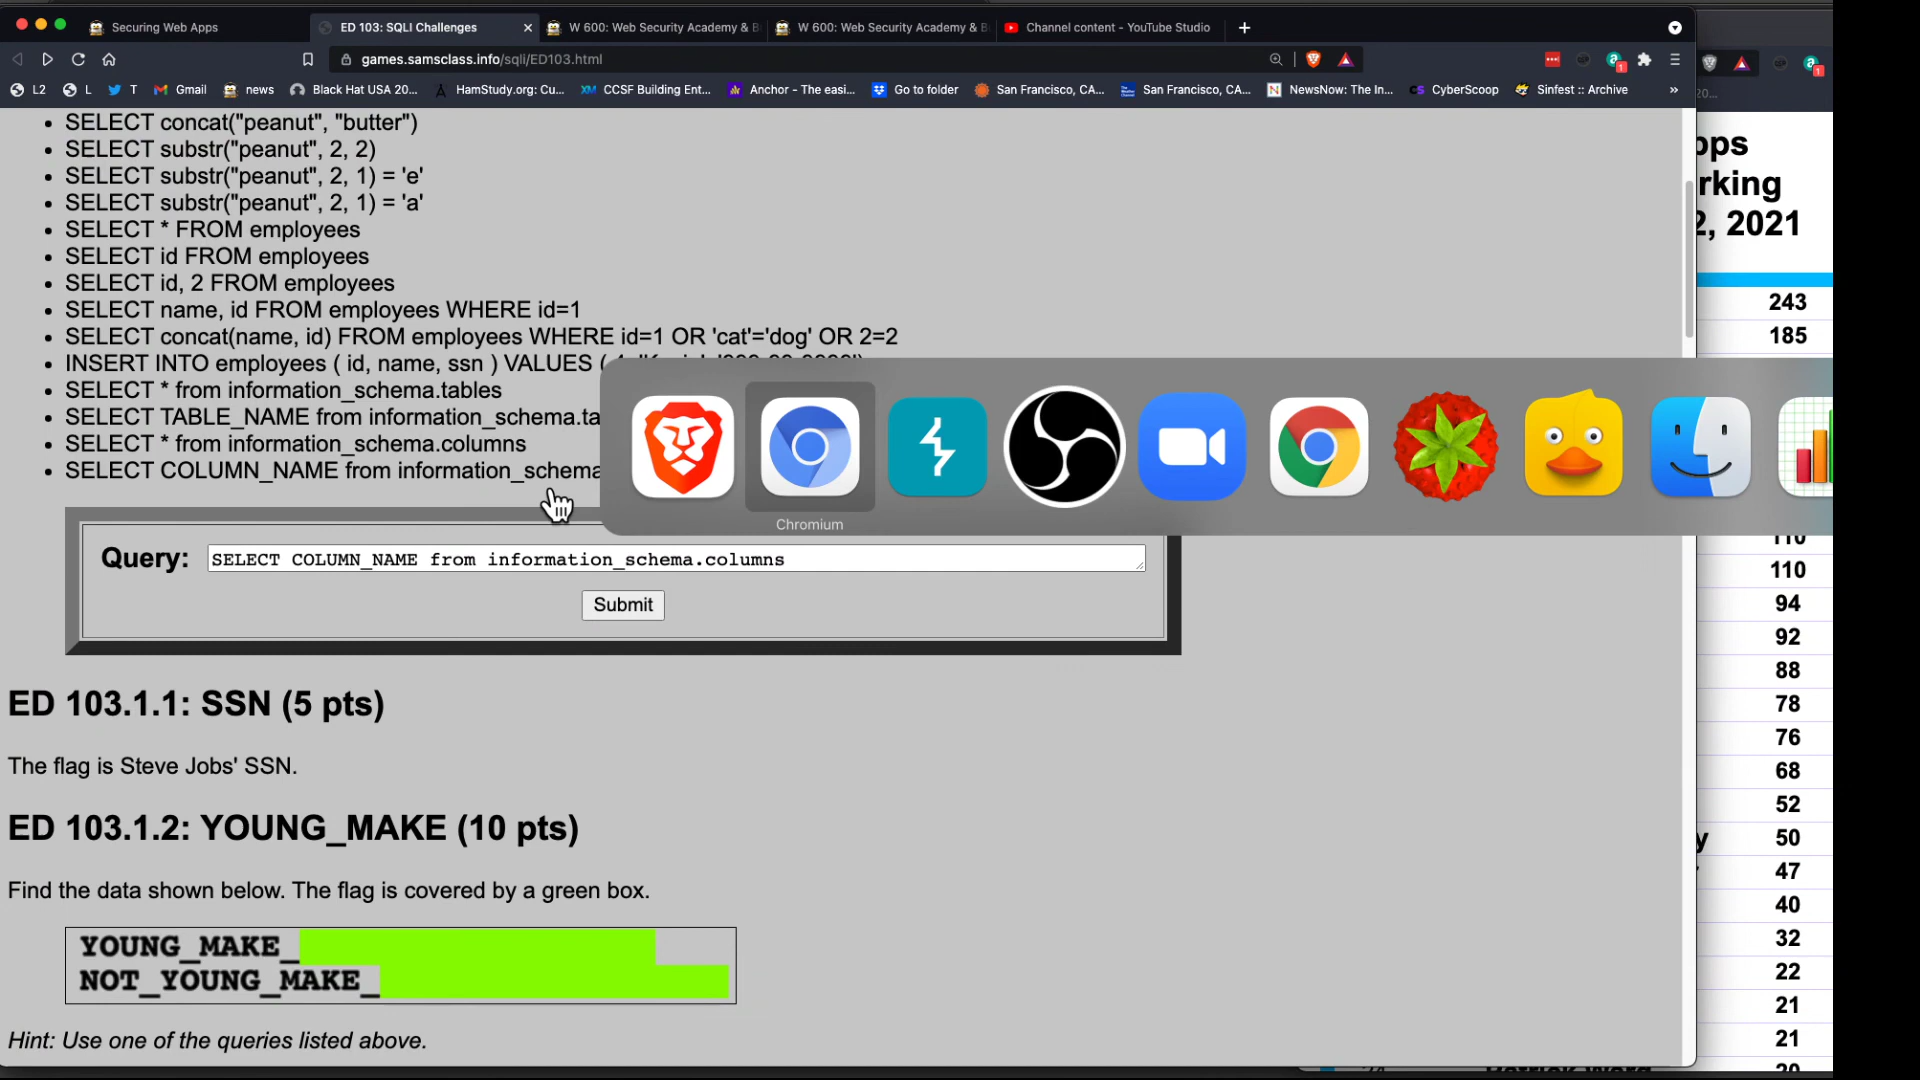 Securing Web Apps
ED 103: SQLI Challenges
W 600: Web Security Academy & B
W 600: Web Security Academy & B
Channel content - YouTube Studio
games.samsclass.info/sqli/ED103.html
L2
L
T
Gmail
news
Black Hat USA 20...
HamStudy.org: Cu...
CCSF Building Ent...
Anchor - The easi...
Go to folder
San Francisco, CA...
San Francisco, CA...
NewsNow: The In...
CyberScoop
Sinfest :: Archive
SELECT concat("peanut", "butter")
SELECT substr("peanut", 2, 2)
SELECT substr("peanut", 2, 1) = 'e'
SELECT substr("peanut", 2, 1) = 'a'
SELECT * FROM employees
SELECT id FROM employees
SELECT id, 2 FROM employees
SELECT name, id FROM employees WHERE id=1
SELECT concat(name, id) FROM employees WHERE id=1 OR 'cat'='dog' OR 2=2
INSERT INTO employees ( id, name, ssn ) VALUES (
SELECT * from information_schema.tables
SELECT TABLE_NAME from information_schema.ta
SELECT * from information_schema.columns
SELECT COLUMN_NAME from information_schema
Chromium
Query: SELECT COLUMN_NAME from information_schema.columns
Submit
ED 103.1.1: SSN (5 pts)
The flag is Steve Jobs' SSN.
ED 103.1.2: YOUNG_MAKE (10 pts)
Find the data shown below. The flag is covered by a green box.
YOUNG_MAKE_
NOT_YOUNG_MAKE_
Hint: Use one of the queries listed above.
pps
rking
2, 2021
243
185
110
110
94
92
88
78
76
68
52
y 50
47
40
32
22
21
21
20